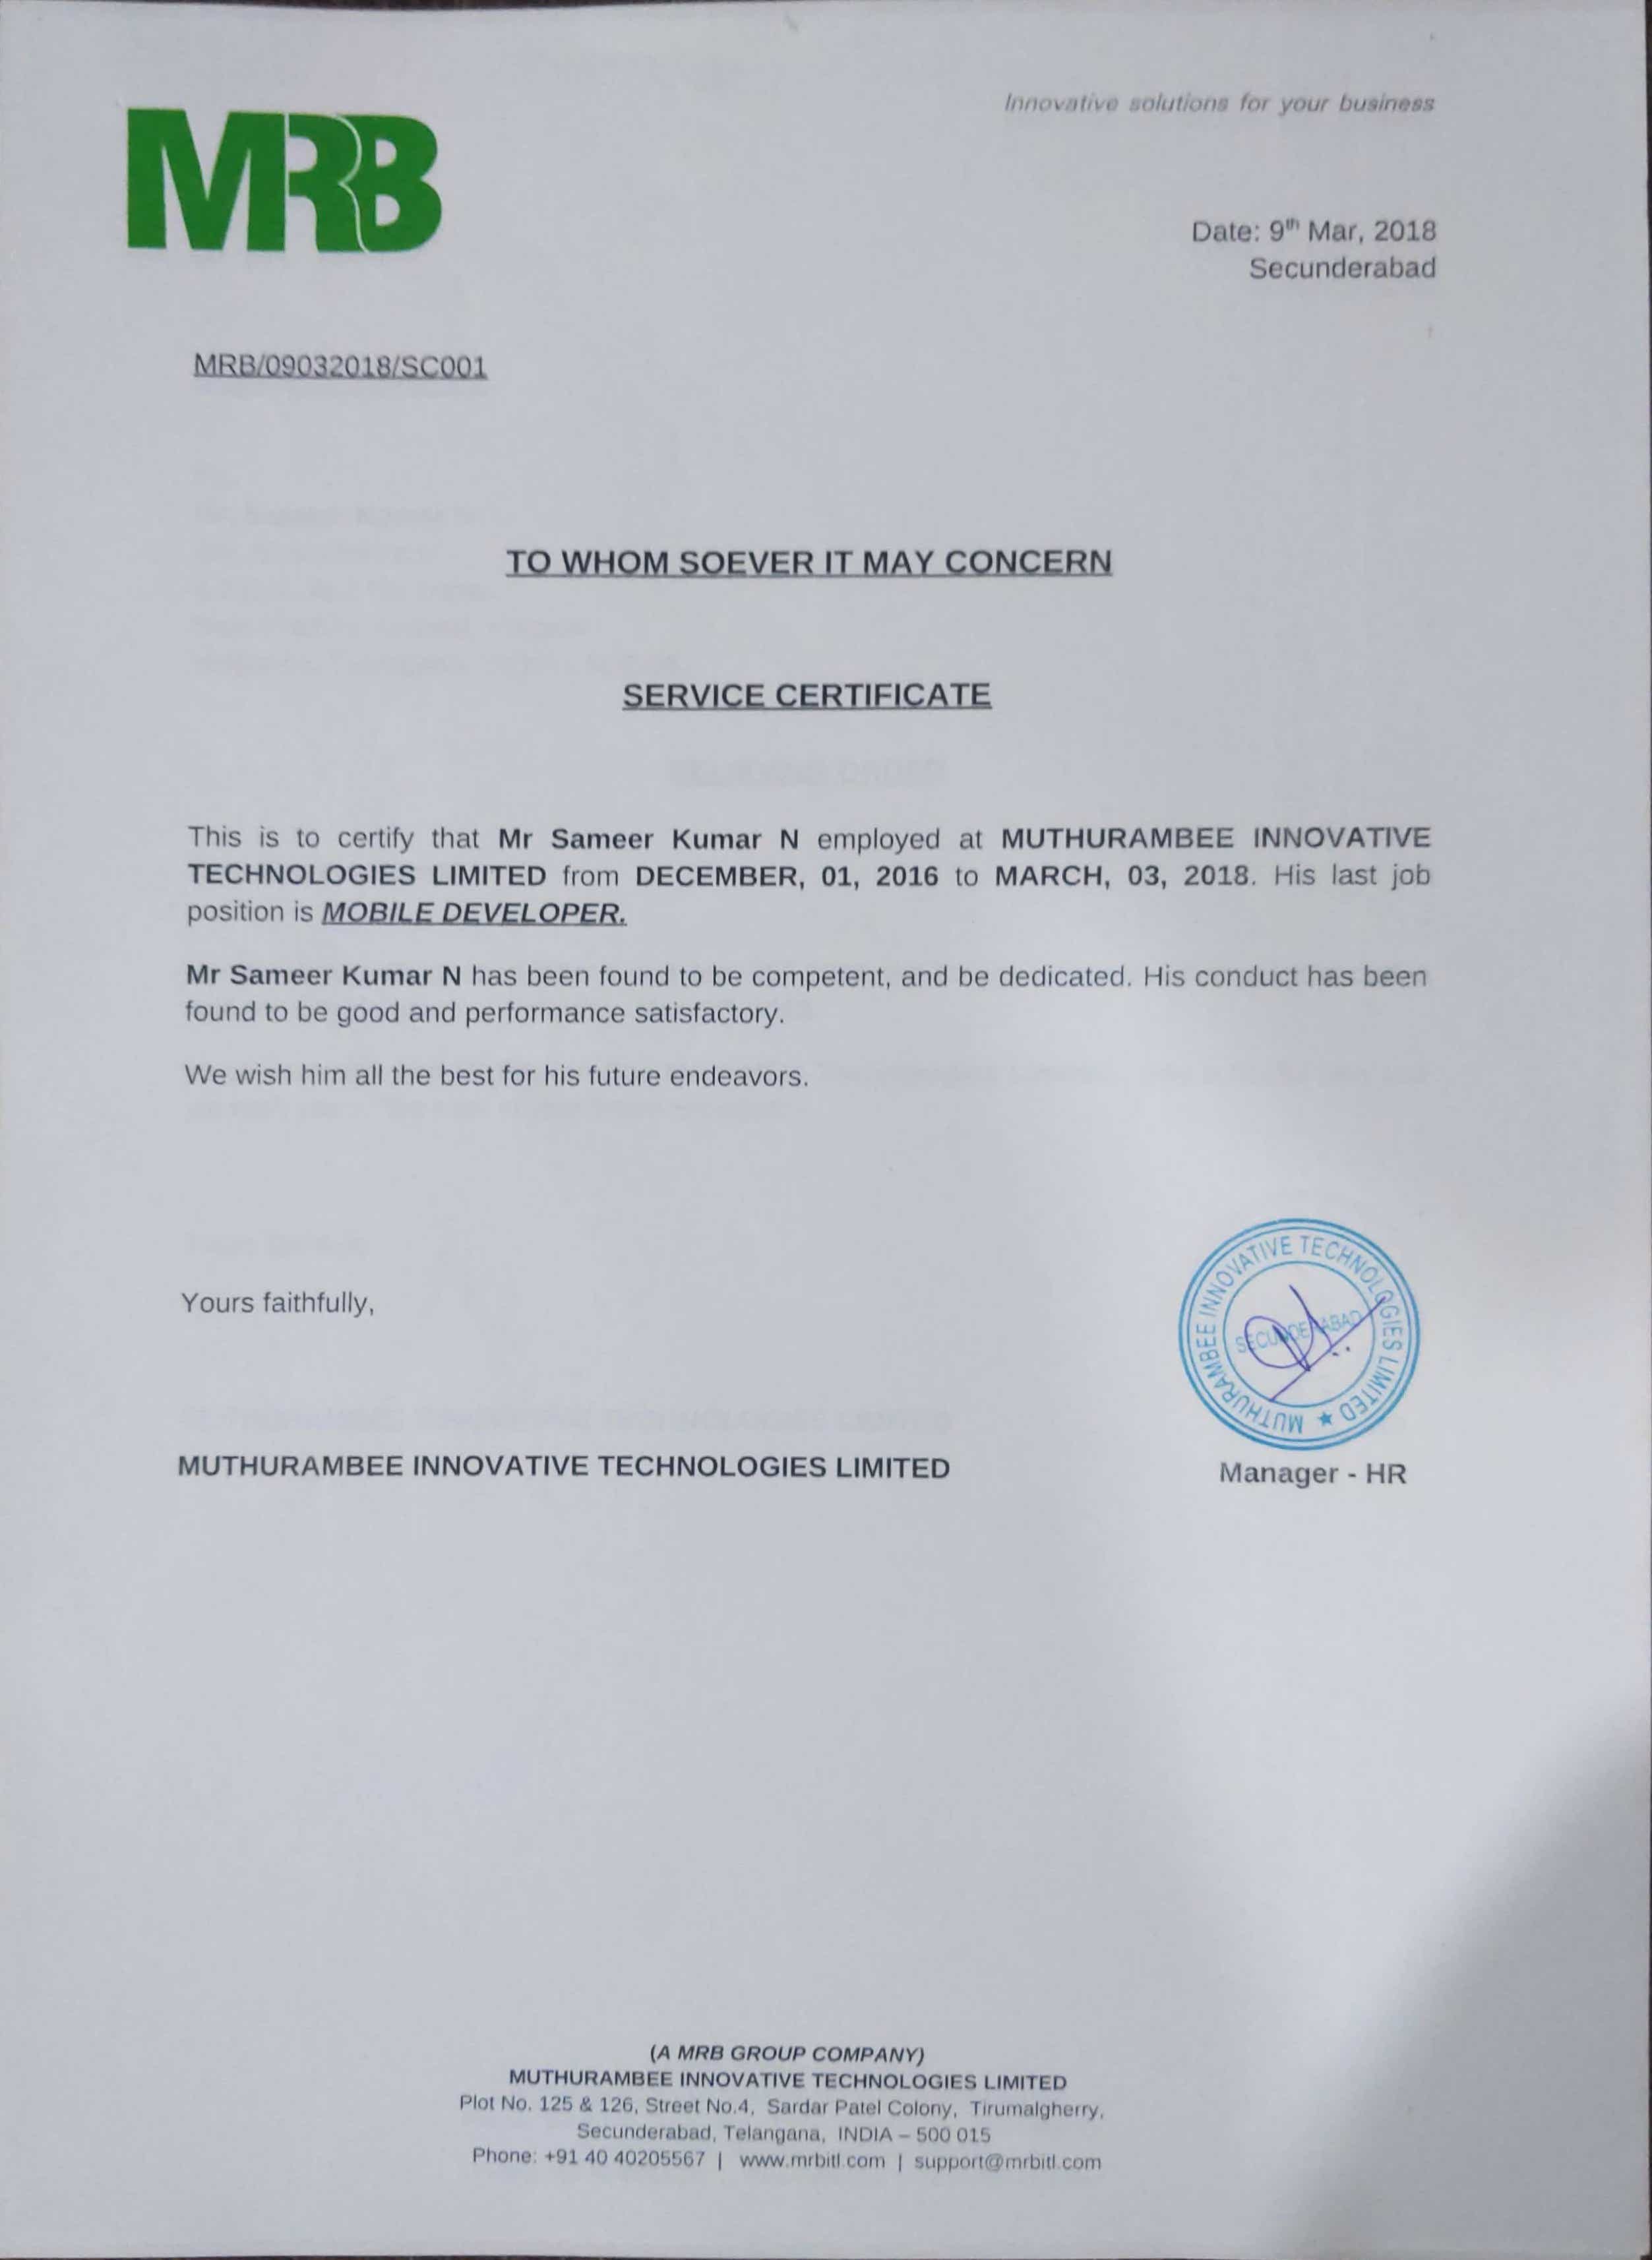 MRB
Innovative solutions for your business
Date: 9th Mar, 2018
Secunderabad
MRB/09032018/SC001
TO WHOM SOEVER IT MAY CONCERN
SERVICE CERTIFICATE
This is to certify that Mr Sameer Kumar N employed at MUTHURAMBEE INNOVATIVE
TECHNOLOGIES LIMITED from DECEMBER, 01, 2016 to MARCH, 03, 2018. His last job
position is MOBILE DEVELOPER.
Mr Sameer Kumar N has been found to be competent, and be dedicated. His conduct has been
found to be good and performance satisfactory.
We wish him all the best for his future endeavors.
Yours faithfully,
MUTHURAMBEE INNOVATIVE TECHNOLOGIES LIMITED ★
SECUNDERABAD
MUTHURAMBEE INNOVATIVE TECHNOLOGIES LIMITED
Manager - HR
(A MRB GROUP COMPANY)
MUTHURAMBEE INNOVATIVE TECHNOLOGIES LIMITED
Plot No. 125 & 126, Street No.4, Sardar Patel Colony, Tirumalgherry,
Secunderabad, Telangana, INDIA – 500 015
Phone: +91 40 40205567 | www.mrbitl.com | support@mrbitl.com